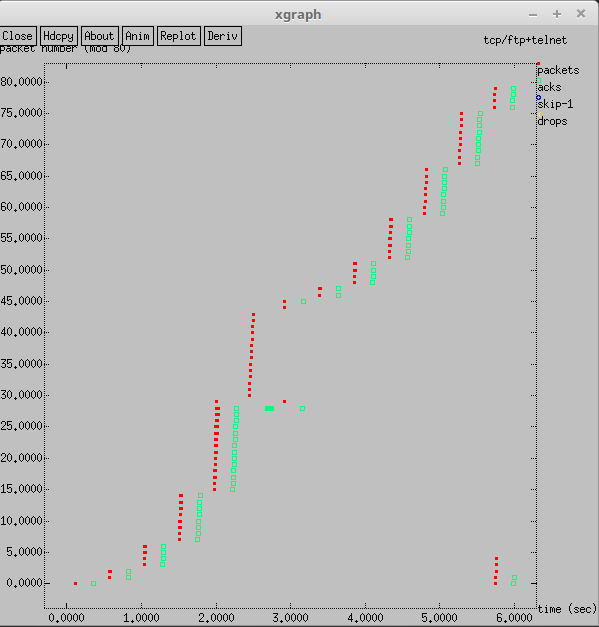 xgraph
Close Hdcpy About Anim Replot Deriv
tcp/ftp+telnet
packet number (mod 80)
packets
acks
skip-1
drops
80.0000
75.0000
70.0000
65.0000
60.0000
55.0000
50.0000
45.0000
40.0000
35.0000
30.0000
25.0000
20.0000
15.0000
10.0000
5.0000
0.0000
time (sec)
0.0000 1.0000 2.0000 3.0000 4.0000 5.0000 6.0000